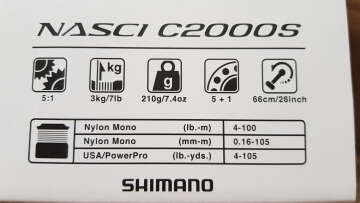 NASCI C2000S
kg
g
5:1 3kg/7lb 210g/7.4oz 5 + 1 66cm/26inch
Nylon Mono (lb.-m) 4-100
Nylon Mono (mm-m) 0.16-105
USA/PowerPro (lb.-yds.) 4-105
SHIMANO